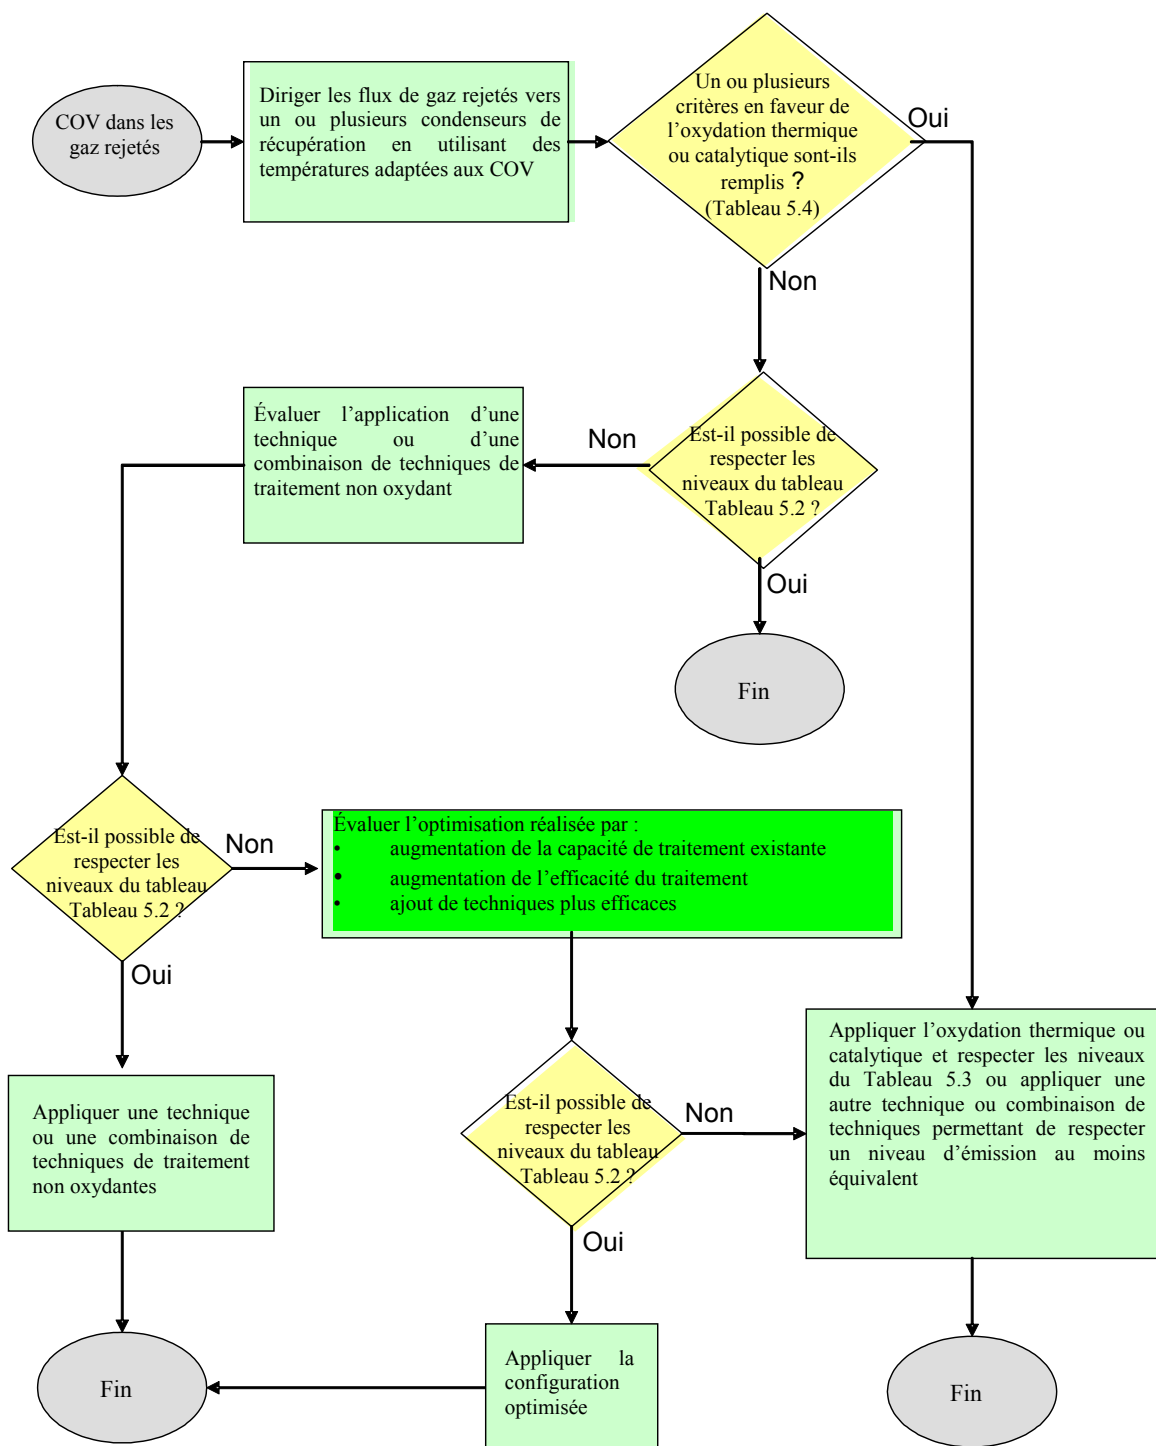 COV dans les
gaz rejetés
Diriger les flux de gaz rejetés vers
un ou plusieurs condenseurs de
récupération en utilisant des
températures adaptées aux COV
Un ou plusieurs
critères en faveur de
l’oxydation thermique
ou catalytique sont-ils
remplis ?
(Tableau 5.4)
Oui
Non
Est-il possible de
respecter les
niveaux du tableau
Tableau 5.2 ?
Non
Oui
Fin
Évaluer l’application d’une
technique ou d’une
combinaison de techniques de
traitement non oxydant
Est-il possible de
respecter les
niveaux du tableau
Tableau 5.2 ?
Non
Oui
Évaluer l’optimisation réalisée par :
• augmentation de la capacité de traitement existante
• augmentation de l’efficacité du traitement
• ajout de techniques plus efficaces
Appliquer une technique
ou une combinaison de
techniques de traitement
non oxydantes
Est-il possible de
respecter les
niveaux du tableau
Tableau 5.2 ?
Non
Oui
Appliquer l’oxydation thermique ou
catalytique et respecter les niveaux
du Tableau 5.3 ou appliquer une
autre technique ou combinaison de
techniques permettant de respecter
un niveau d’émission au moins
équivalent
Appliquer la
configuration
optimisée
Fin
Fin